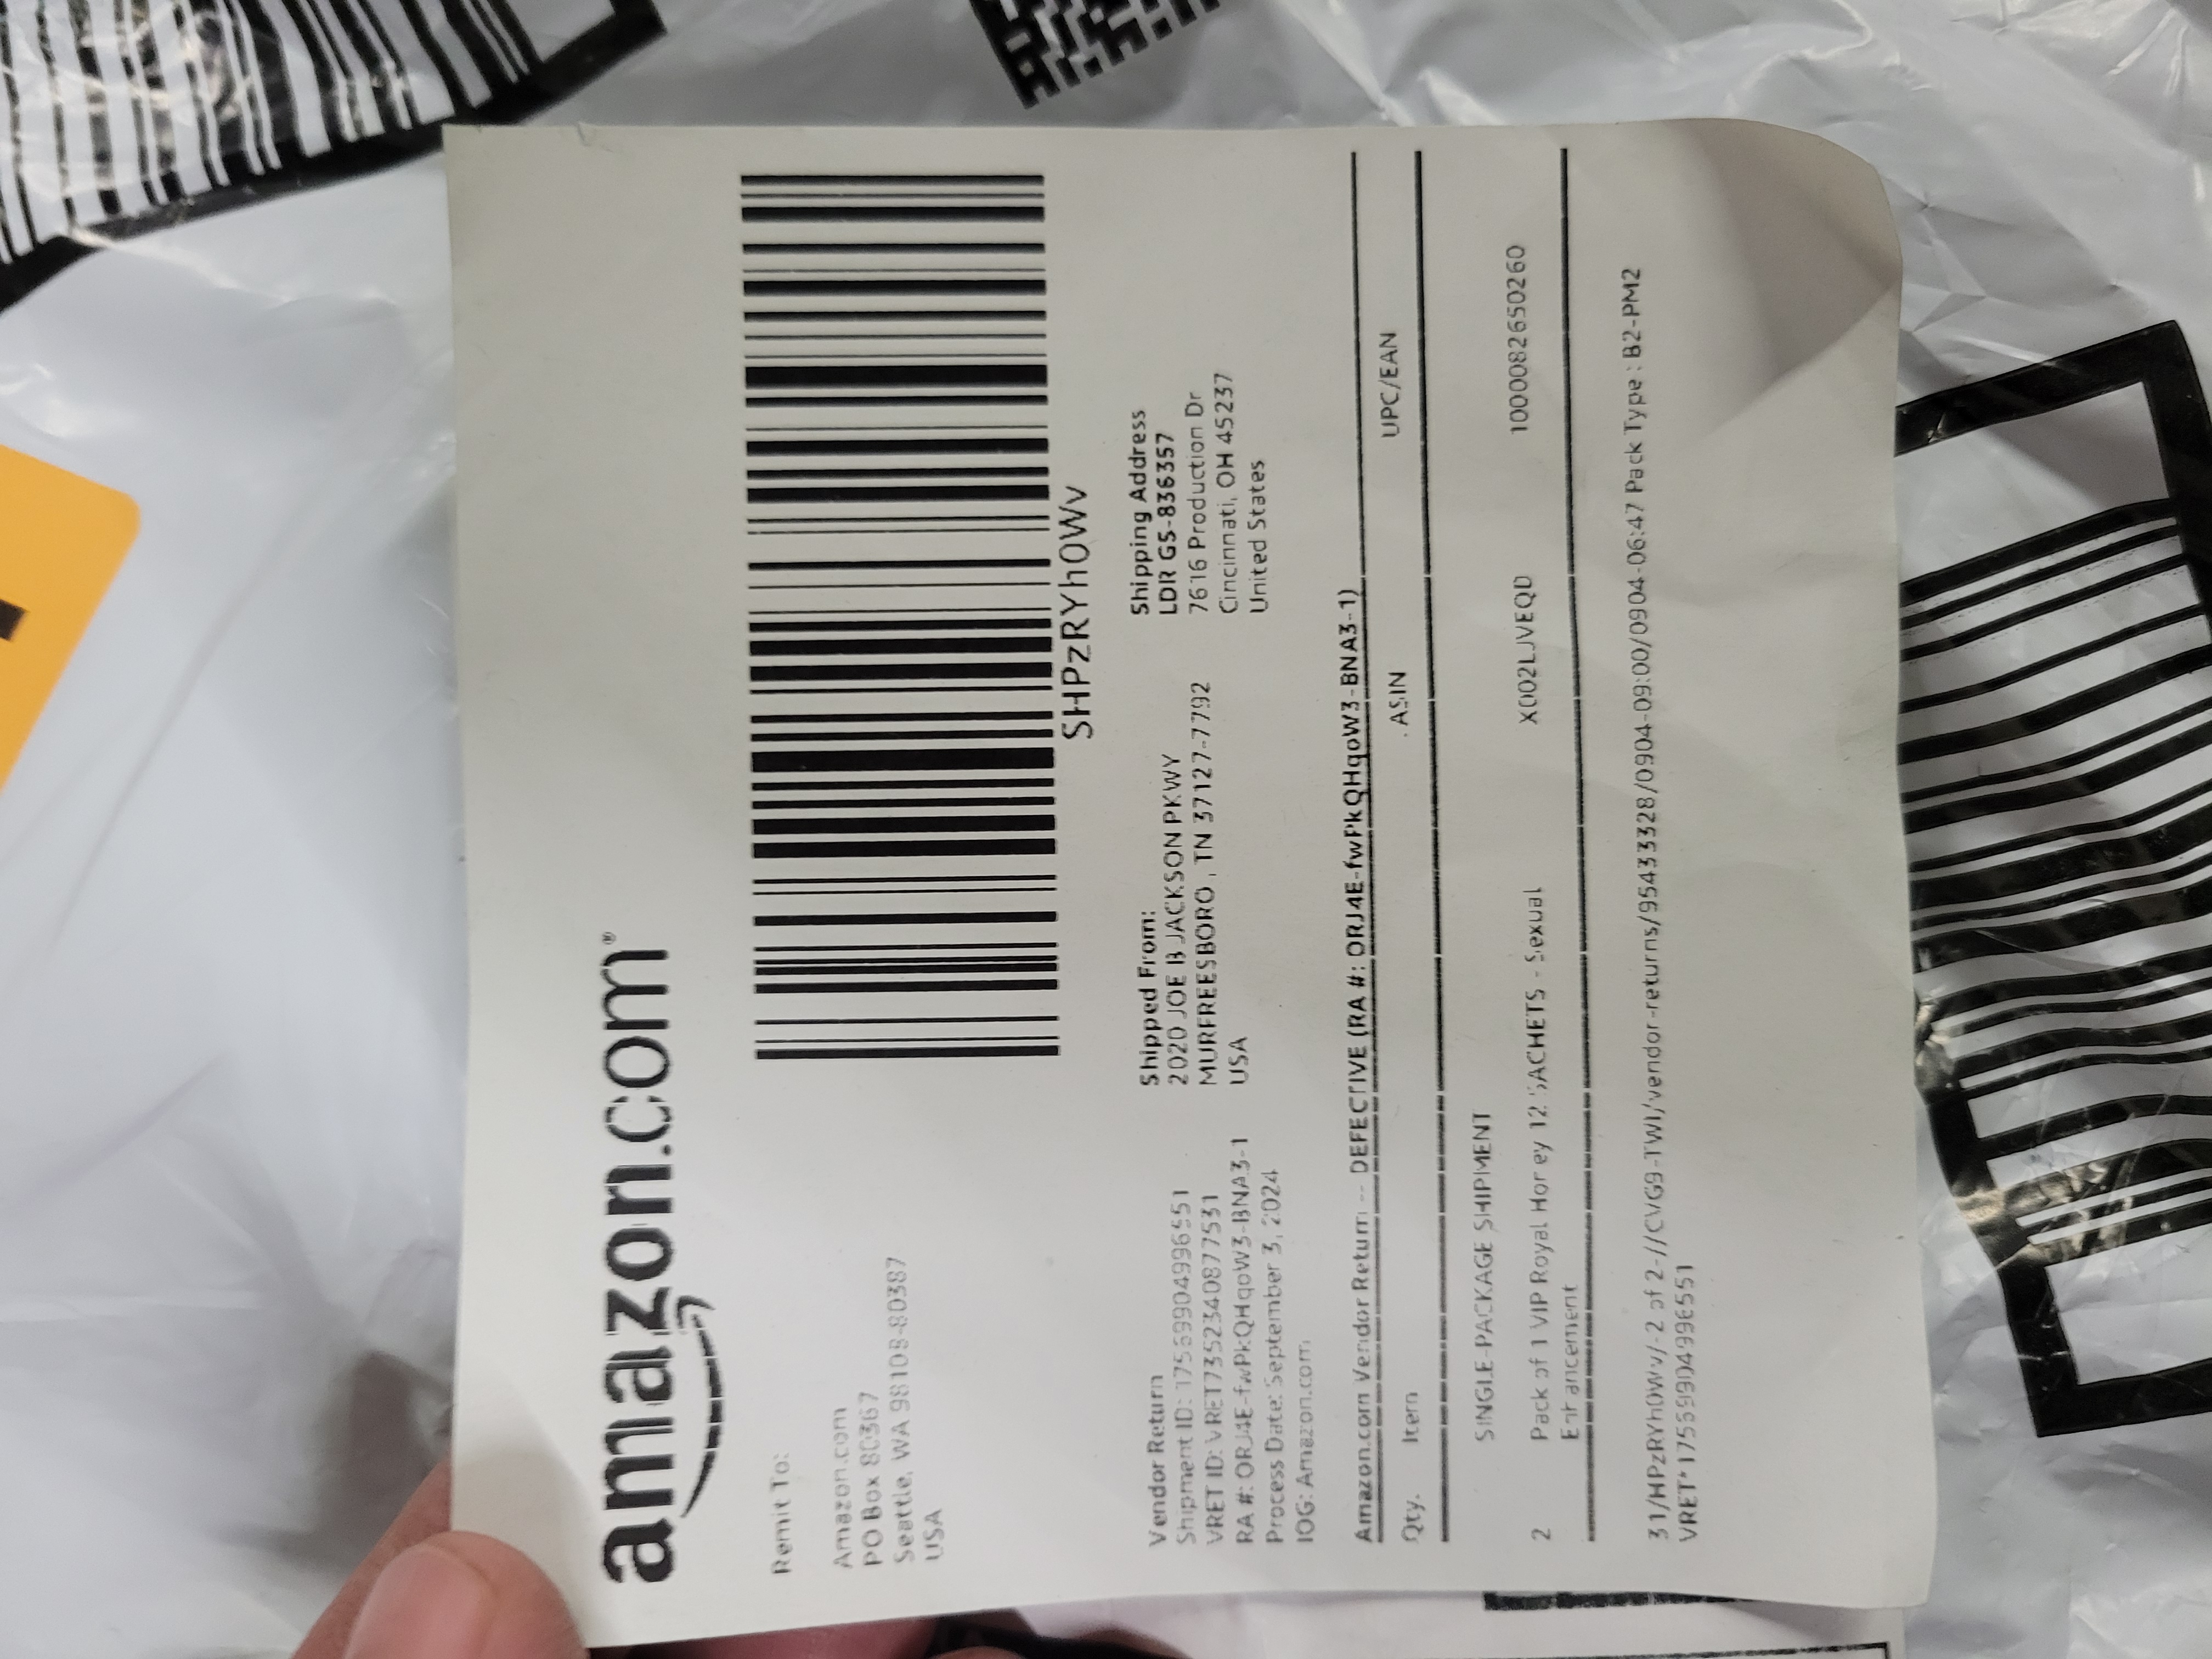 amazon.com®
SHPzRYh0Wv
Remit To:
Amazon.com
PO Box 80387
Seattle, WA 98108-80387
USA
Vendor Return
Shipment ID: 17569904996551
VRET ID: VRET7352340877531
RA #: ORJ4E-fwPkQHqoW3-BNA3-1
Process Date: September 3, 2024
IOG: Amazon.com
Shipped From:
2020 JOE B JACKSON PKWY
MURFREESBORO, TN 37127-7792
USA
Shipping Address
LDIR GS-836357
7616 Production Dr
Cincinnati, OH 45237
United States
Amazon.com Vendor Return -- DEFECTIVE (RA #: ORJ4E-fwPkQHqoW3-BNA3-1)
Qty. Item ASIN UPC/EAN
SINGLE-PACKAGE SHIPMENT
2 Pack of 1 VIP Royal Honey 12 SACHETS - Sexual X002LJVEQD 1000082650260
Enhancement
31/HPzRYh0Wv/-2 of 2-//CVG9-TWI/vendor-returns/95433328/0904-09:00/0904-06:47 Pack Type : B2-PM2